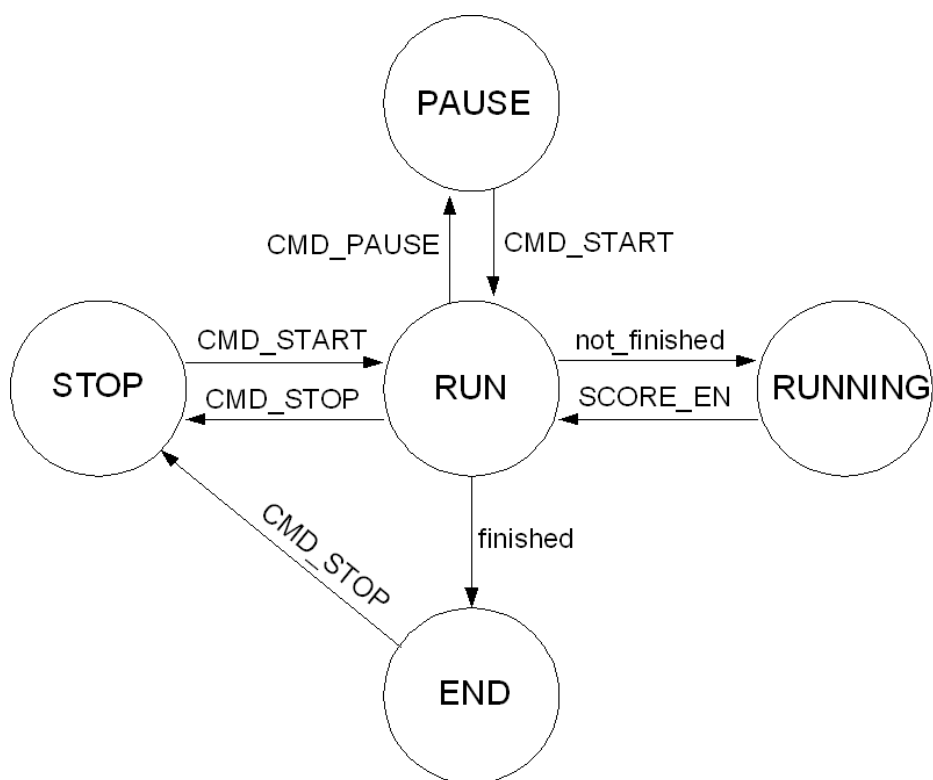 PAUSE
CMD_PAUSE
CMD_START
CMD_START
not_finished
STOP
RUN
RUNNING
CMD_STOP
SCORE_EN
CMD_STOP
finished
END